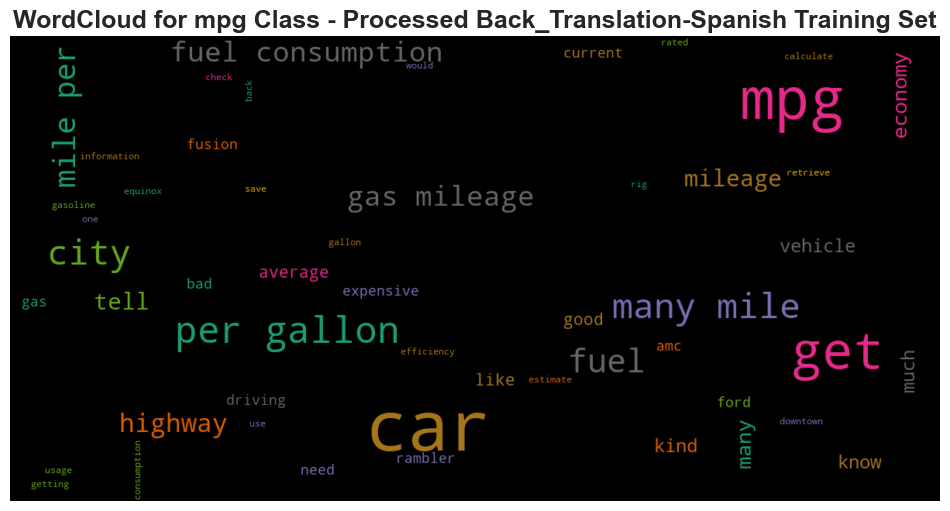 WordCloud for mpg Class - Processed Back_Translation-Spanish Training Set
fuel consumption
current
rated
would
calculate
mile per
check
back
mpg
economy
fusion
information
equinox
save
gas mileage
rig
mileage
retrieve
gasoline
one
city
gallon
vehicle
average
bad
expensive
gas
tell
many mile
good
per gallon
get
amc
fuel
efficiency
much
like
estimate
driving
ford
highway
use
car
many
downtown
kind
rambler
need
know
usage
getting
consumption